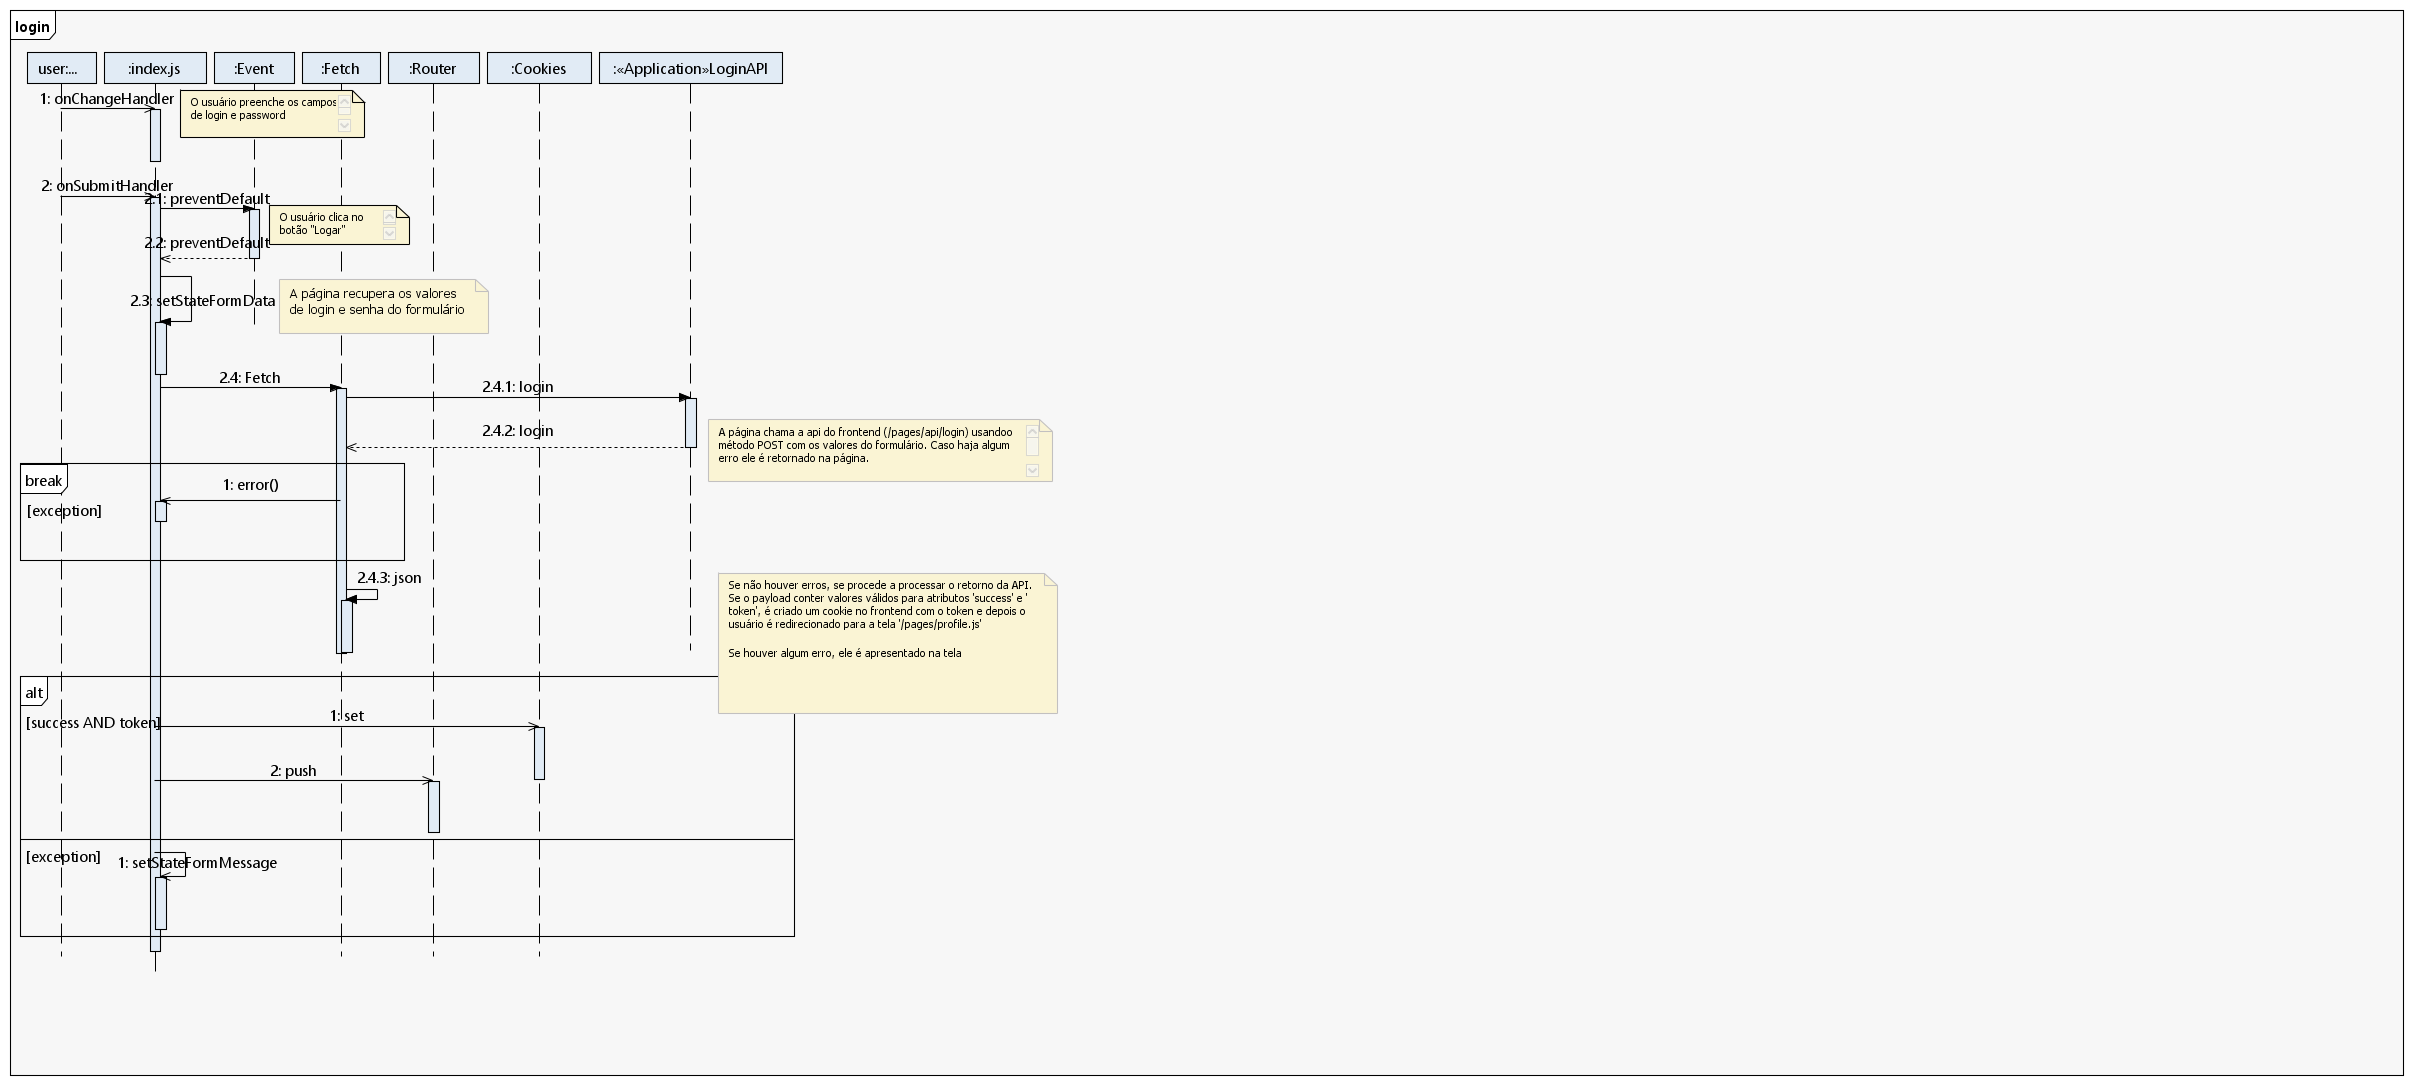 login
user:...
:index.js
:Event
:Fetch
:Router
:Cookies
:«Application»LoginAPI
1: onChangeHandler
O usuário preenche os campos
de login e password
2: onSubmitHandler
2.1: preventDefault
O usuário clica no
botão "Logar"
2.2: preventDefault
2.3: setStateFormData
A página recupera os valores
de login e senha do formulário
2.4: Fetch
2.4.1: login
2.4.2: login
A página chama a api do frontend (/pages/api/login) usandoo
método POST com os valores do formulário. Caso haja algum
erro ele é retornado na página.
break
1: error()
[exception]
2.4.3: json
Se não houver erros, se procede a processar o retorno da API.
Se o payload conter valores válidos para atributos 'success' e '
token', é criado um cookie no frontend com o token e depois o
usuário é redirecionado para a tela '/pages/profile.js'
Se houver algum erro, ele é apresentado na tela
alt
[success AND token]
1: set
2: push
[exception]
1: setStateFormMessage